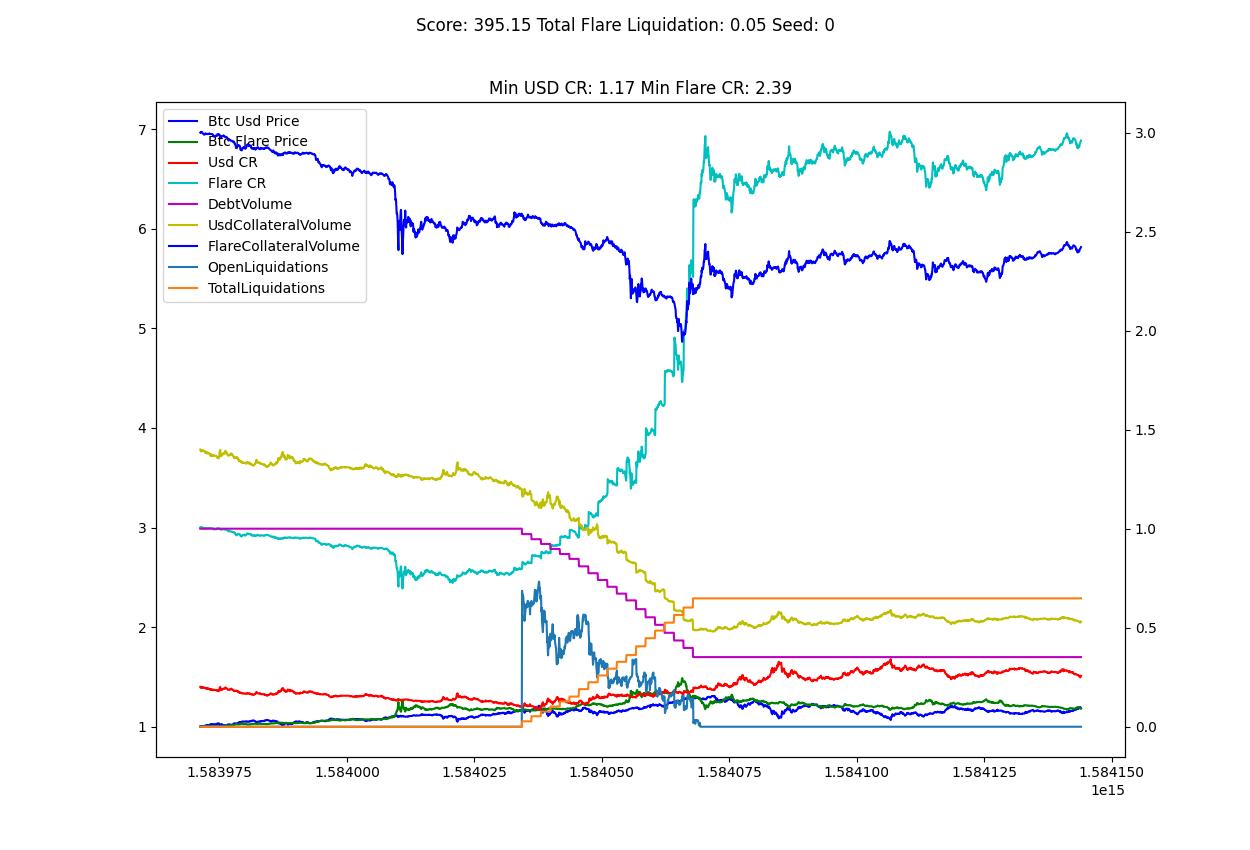 Score: 395.15 Total Flare Liquidation: 0.05 Seed: 0
Min USD CR: 1.17 Min Flare CR: 2.39
Btc Usd Price
Btc Flare Price
Usd CR
Flare CR
DebtVolume
UsdCollateralVolume
FlareCollateralVolume
OpenLiquidations
TotalLiquidations
7
6
5
4
3
2
1
3.0
2.5
2.0
1.5
1.0
0.5
0.0
1.583975 1.584000 1.584025 1.584050 1.584075 1.584100 1.584125 1.584150
1e15